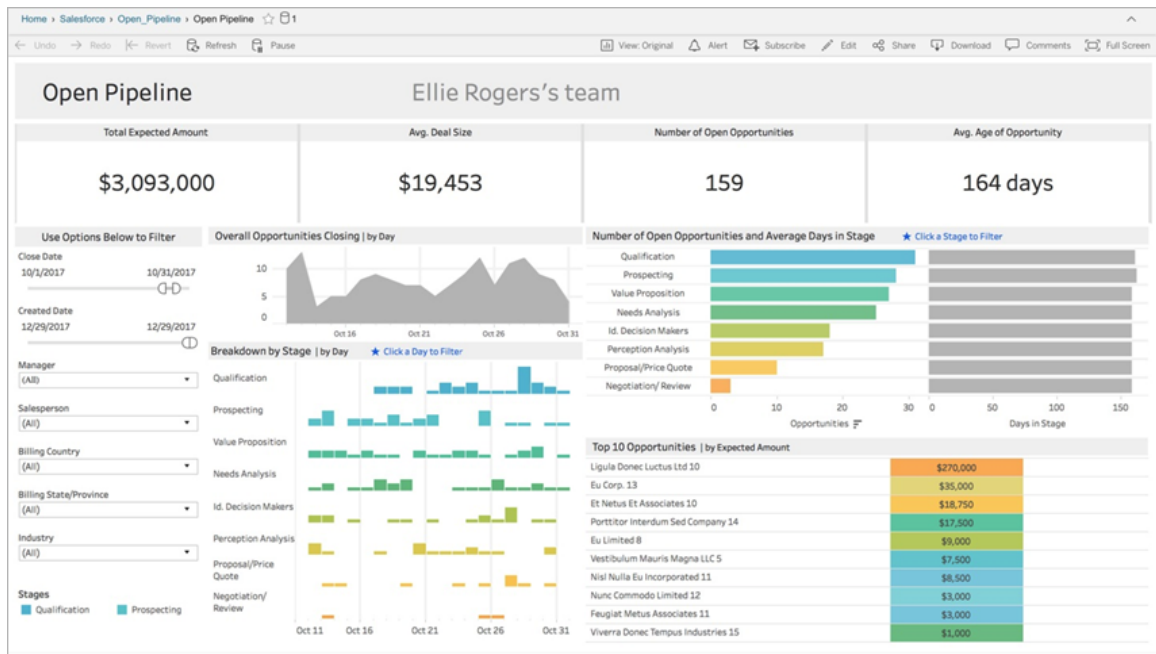 Home › Salesforce › Open_Pipeline › Open Pipeline 1
Undo Redo Revert Refresh Pause View: Original Alert Subscribe Edit Share Download Comments Full Screen
Open Pipeline Ellie Rogers's team
Total Expected Amount Avg. Deal Size Number of Open Opportunities Avg. Age of Opportunity
$3,093,000 $19,453 159 164 days
Use Options Below to Filter
Close Date
10/1/2017 10/31/2017
Created Date
12/29/2017 12/29/2017
Manager
(All)
Salesperson
(All)
Billing Country
(All)
Billing State/Province
(All)
Industry
(All)
Stages
Qualification Prospecting
Overall Opportunities Closing | by Day
10
5
0
Oct 16 Oct 21 Oct 26 Oct 31
Breakdown by Stage | by Day ★ Click a Day to Filter
Qualification
Prospecting
Value Proposition
Needs Analysis
Id. Decision Makers
Perception Analysis
Proposal/Price
Quote
Negotiation/
Review
Oct 11 Oct 16 Oct 21 Oct 26 Oct 31
Number of Open Opportunities and Average Days in Stage ★ Click a Stage to Filter
Qualification
Prospecting
Value Proposition
Needs Analysis
Id. Decision Makers
Perception Analysis
Proposal/Price Quote
Negotiation/ Review
0 10 20 30 0 50 100 150
Opportunities Days in Stage
Top 10 Opportunities | by Expected Amount
Ligula Donec Luctus Ltd 10 $270,000
Eu Corp. 13 $35,000
Et Netus Et Associates 10 $18,750
Porttitor Interdum Sed Company 14 $17,500
Eu Limited 8 $9,000
Vestibulum Mauris Magna LLC 5 $7,500
Nisl Nulla Eu Incorporated 11 $8,500
Nunc Commodo Limited 12 $3,000
Feugiat Metus Associates 11 $3,000
Viverra Donec Tempus Industries 15 $1,000